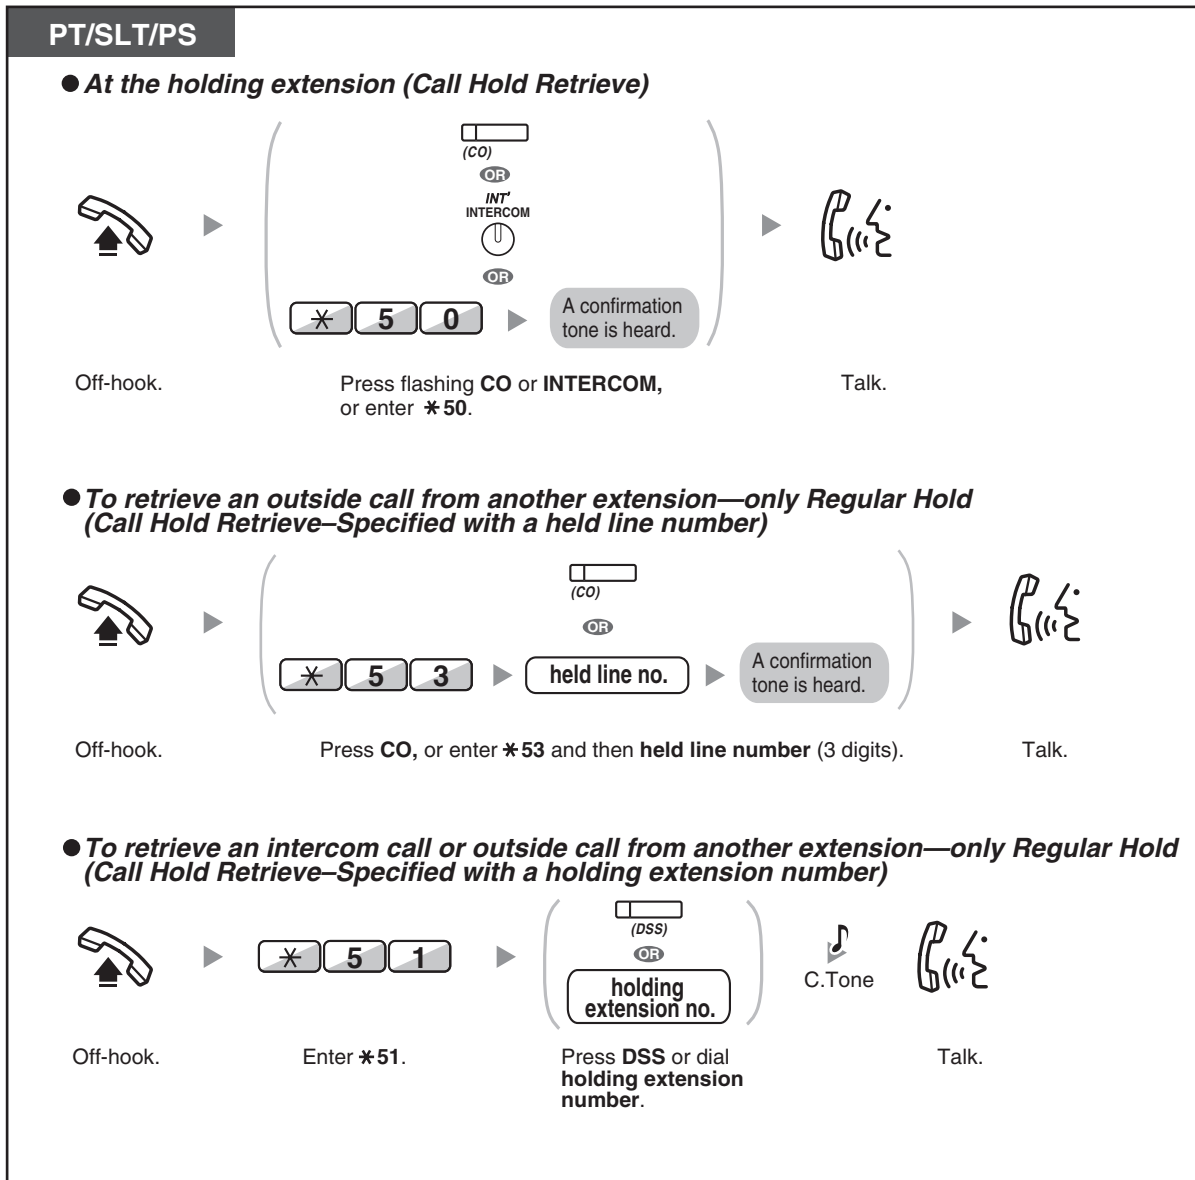 PT/SLT/PS
● At the holding extension (Call Hold Retrieve)
(CO)
OR
INT'
INTERCOM
OR
* 5 0
A confirmation
tone is heard.
Off-hook.
Press flashing CO or INTERCOM,
or enter *50.
Talk.
● To retrieve an outside call from another extension—only Regular Hold
(Call Hold Retrieve–Specified with a held line number)
(CO)
OR
* 5 3
held line no.
A confirmation
tone is heard.
Off-hook.
Press CO, or enter *53 and then held line number (3 digits).
Talk.
● To retrieve an intercom call or outside call from another extension—only Regular Hold
(Call Hold Retrieve–Specified with a holding extension number)
* 5 1
(DSS)
OR
holding
extension no.
C.Tone
Off-hook.
Enter *51.
Press DSS or dial
holding extension
number.
Talk.